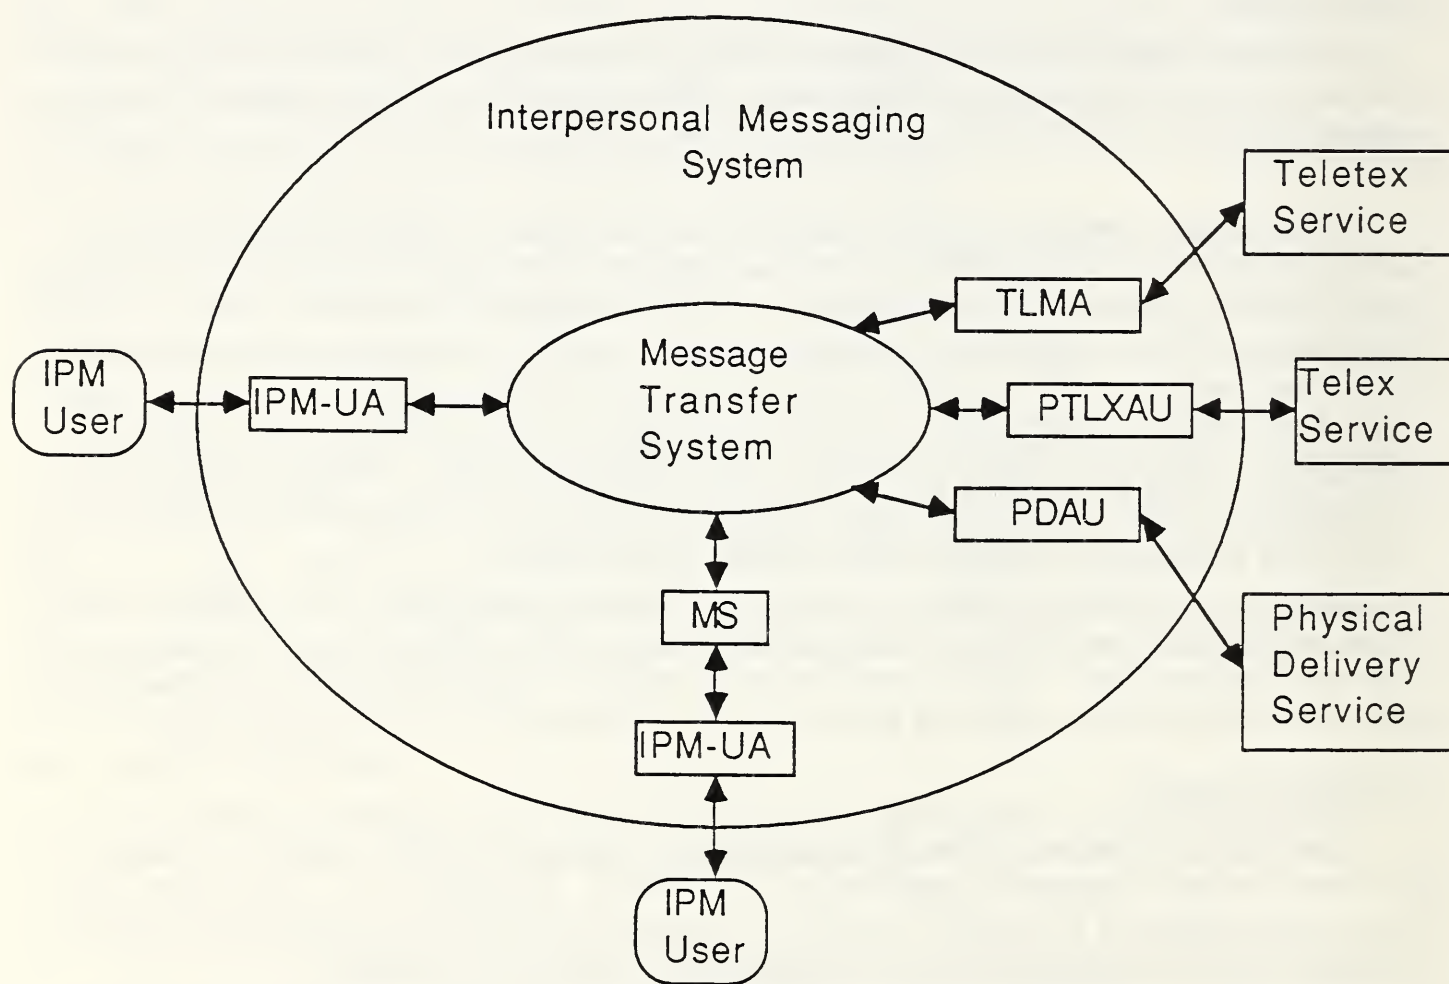 Interpersonal Messaging
System
Teletex
Service
TLMA
IPM
User
IPM-UA
Message
Transfer
System
PTLXAU
Telex
Service
PDAU
MS
Physical
Delivery
Service
IPM-UA
IPM
User